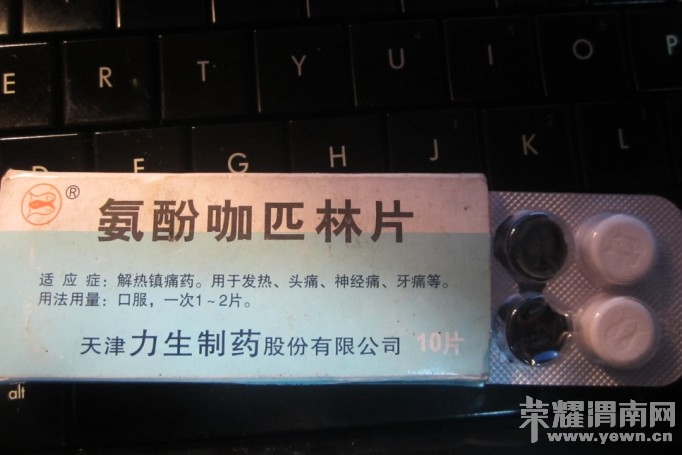 E R T Y U I O P
D F G H J K L
®
氨酚咖匹林片
适应症：解热镇痛药。用于发热、头痛、神经痛、牙痛等。
用法用量：口服，一次1~2片。
天津力生制药股份有限公司 10片
alt
荣耀渭南网
www.yewn.cn